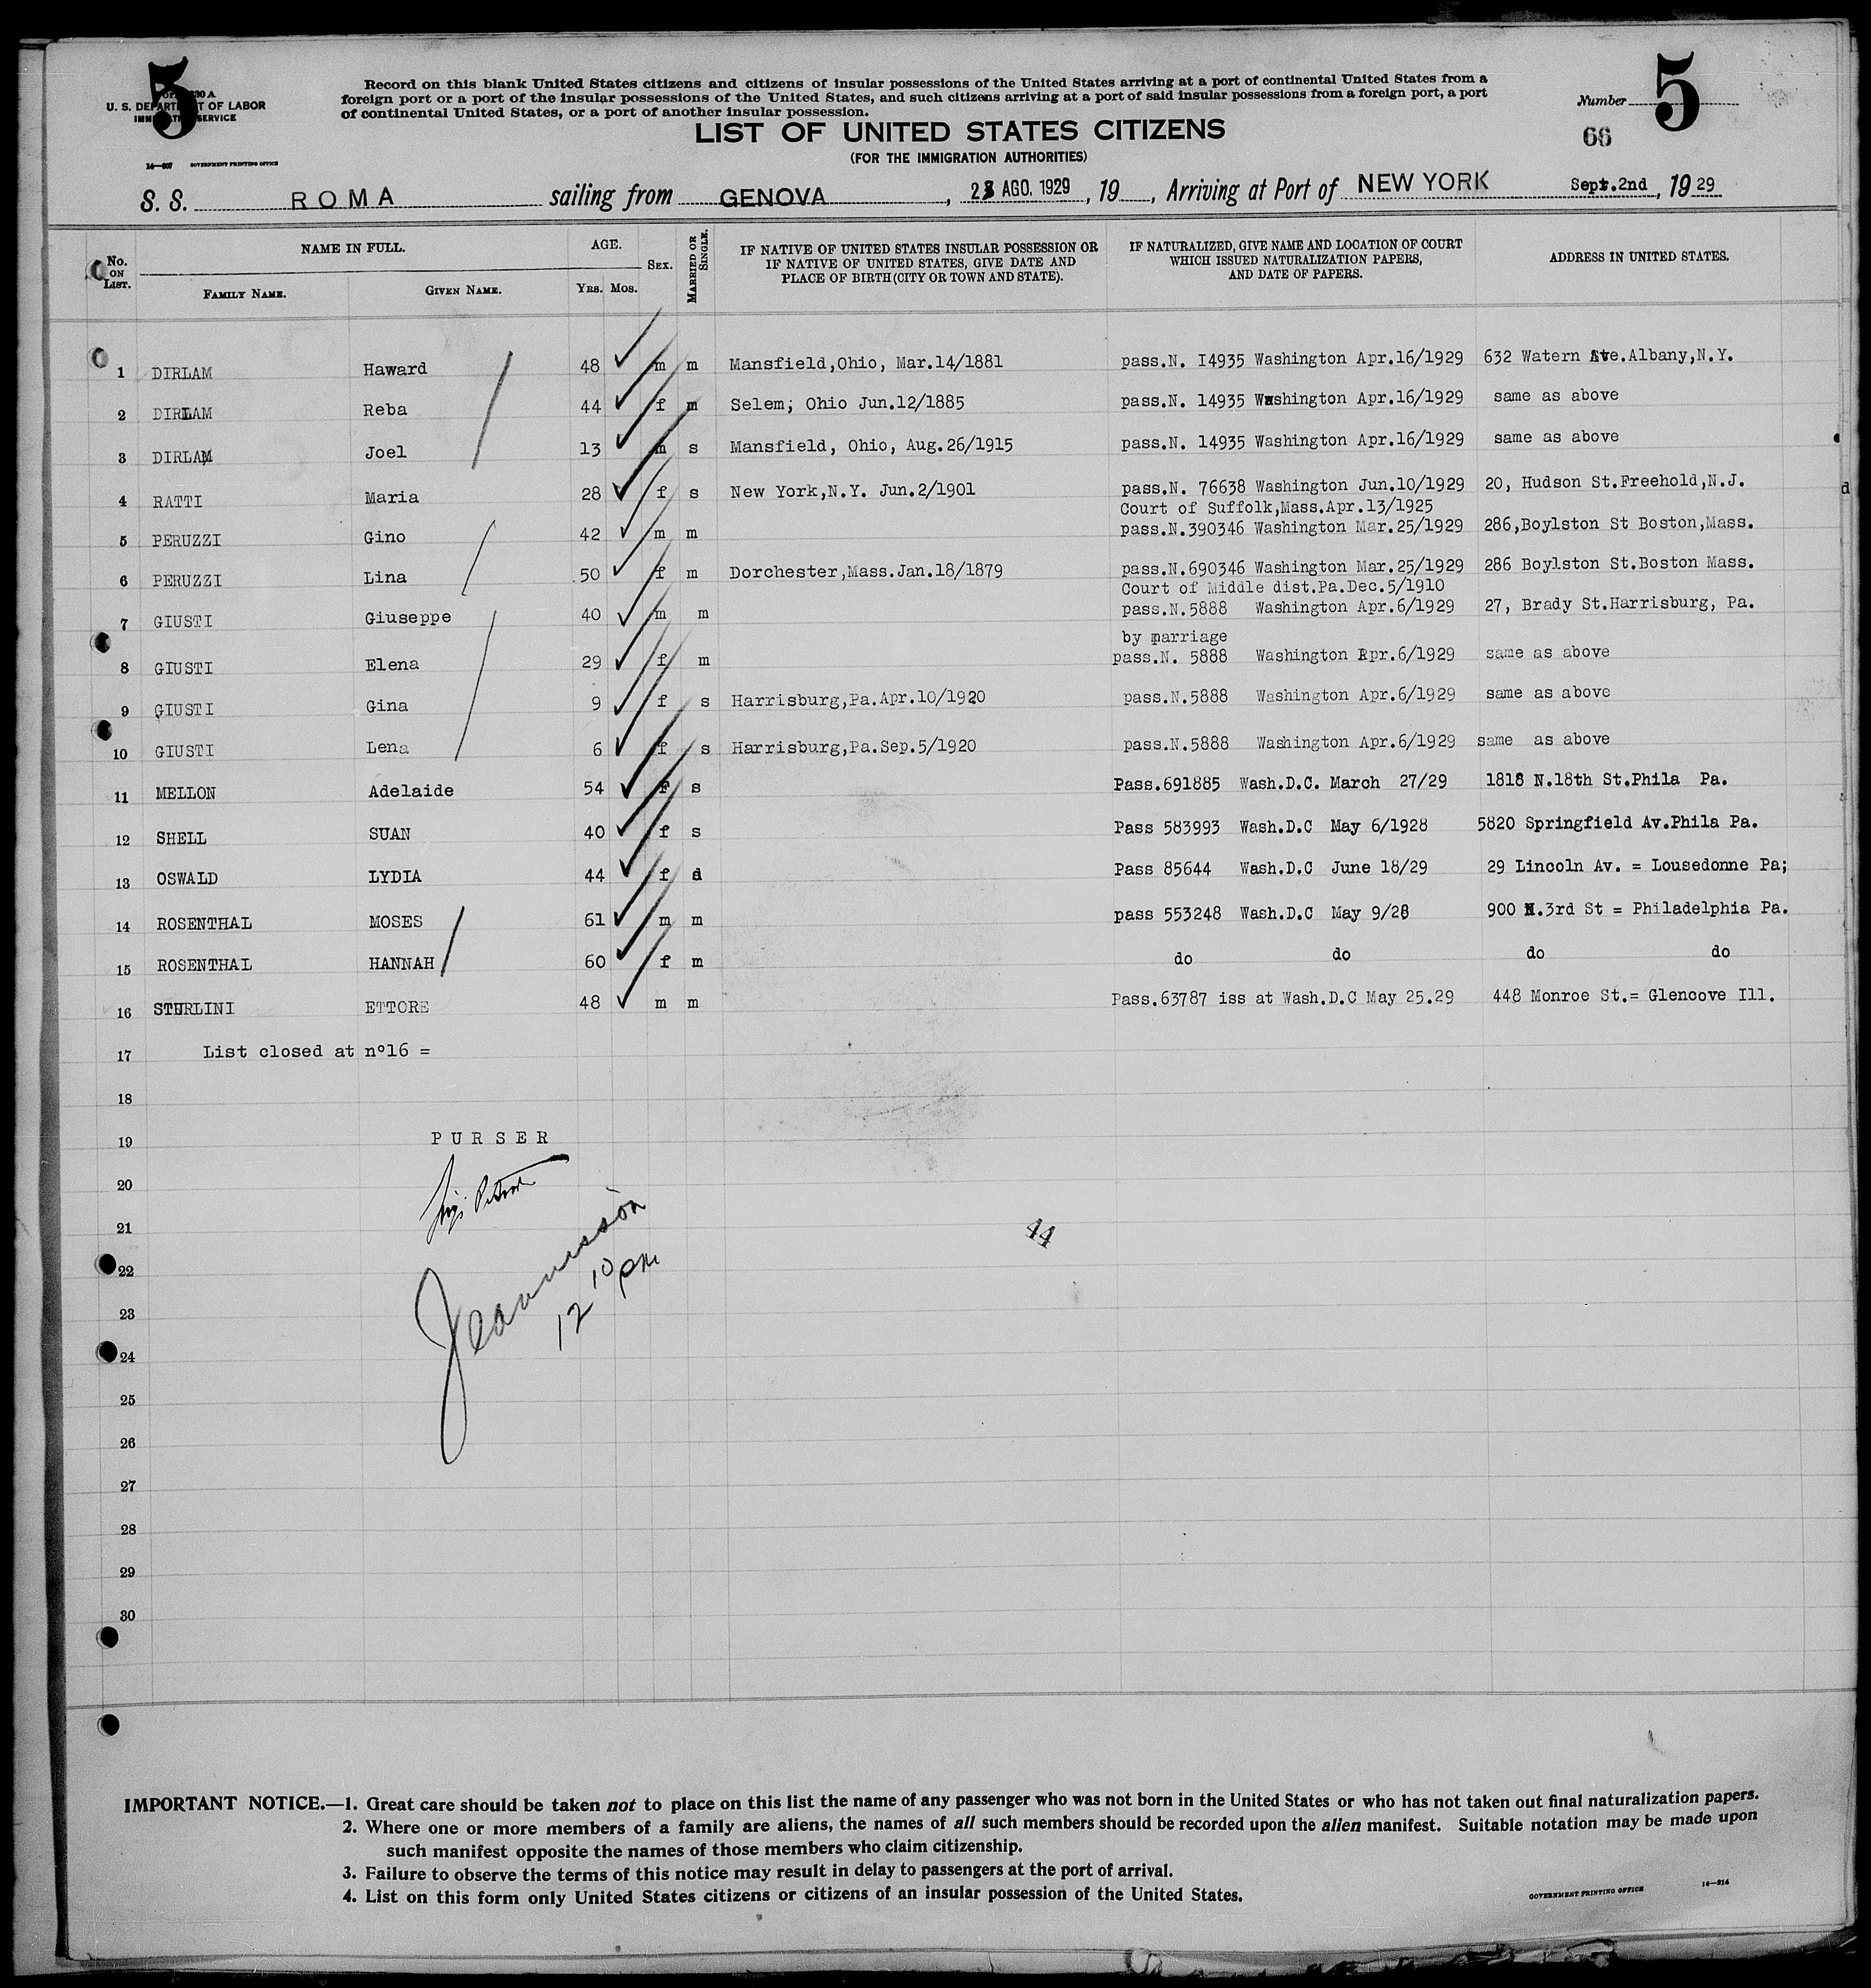 5
U. S. DEPARTMENT OF LABOR
IMMIGRATION SERVICE
14—607 GOVERNMENT PRINTING OFFICE
Record on this blank United States citizens and citizens of insular possessions of the United States arriving at a port of continental United States from a
foreign port or a port of the insular possessions of the United States, and such citizens arriving at a port of said insular possessions from a foreign port, a port
of continental United States, or a port of another insular possession.
Number 5
66
LIST OF UNITED STATES CITIZENS
(FOR THE IMMIGRATION AUTHORITIES)
S. S. ROMA sailing from GENOVA, 23 AGO. 1929, 19, Arriving at Port of NEW YORK Sept.2nd, 19 29
No. ON LIST. NAME IN FULL. FAMILY NAME. GIVEN NAME. AGE. YRS. MOS. SEX. MARRIED OR SINGLE. IF NATIVE OF UNITED STATES INSULAR POSSESSION OR IF NATIVE OF UNITED STATES, GIVE DATE AND PLACE OF BIRTH (CITY OR TOWN AND STATE). IF NATURALIZED, GIVE NAME AND LOCATION OF COURT WHICH ISSUED NATURALIZATION PAPERS, AND DATE OF PAPERS. ADDRESS IN UNITED STATES.
1 DIRLAM Haward 48 m m Mansfield,Ohio, Mar.14/1881 pass.N. I4935 Washington Apr.16/1929 632 Watern Ave.Albany,N.Y.
2 DIRLAM Reba 44 f m Selem; Ohio Jun.12/1885 pass.N. 14935 Washington Apr.16/1929 same as above
3 DIRLAM Joel 13 m s Mansfield, Ohio, Aug.26/1915 pass.N. 14935 Washington Apr.16/1929 same as above
4 RATTI Maria 28 f s New York,N.Y. Jun.2/1901 pass.N. 76638 Washington Jun.10/1929 20, Hudson St.Freehold,N.J.
Court of Suffolk,Mass.Apr.13/1925
5 PERUZZI Gino 42 m m pass.N.390346 Washington Mar.25/1929 286,Boylston St Boston,Mass.
6 PERUZZI Lina 50 f m Dorchester,Mass.Jan.18/1879 pass.N.690346 Washington Mar.25/1929 286 Boylston St.Boston Mass.
Court of Middle dist.Pa.Dec.5/1910
7 GIUSTI Giuseppe 40 m m pass.N.5888 Washington Apr.6/1929 27, Brady St.Harrisburg, Pa.
by marriage
8 GIUSTI Elena 29 f m pass.N. 5888 Washington Apr.6/1929 same as above
9 GIUSTI Gina 9 f s Harrisburg,Pa.Apr.10/1920 pass.N.5888 Washington Apr.6/1929 same as above
10 GIUSTI Lena 6 f s Harrisburg,Pa.Sep.5/1920 pass.N.5888 Washington Apr.6/1929 same as above
11 MELLON Adelaide 54 f s Pass.691885 Wash.D.C. March 27/29 1818 N.18th St.Phila Pa.
12 SHELL SUAN 40 f s Pass 583993 Wash.D.C May 6/1928 5820 Springfield Av.Phila Pa.
13 OSWALD LYDIA 44 f d Pass 85644 Wash.D.C June 18/29 29 Lincoln Av. = Lousedonne Pa;
14 ROSENTHAL MOSES 61 m m pass 553248 Wash.D.C May 9/28 900 N.3rd St = Philadelphia Pa.
15 ROSENTHAL HANNAH 60 f m do do do do
16 STURLINI ETTORE 48 m m Pass.63787 iss at Wash.D.C May 25.29 448 Monroe St.= Glencove Ill.
17 List closed at n°16 =
18
19 PURSER
20
21 44
22
12 10 pm
23
24
25
26
27
28
29
30
IMPORTANT NOTICE.—1. Great care should be taken not to place on this list the name of any passenger who was not born in the United States or who has not taken out final naturalization papers.
2. Where one or more members of a family are aliens, the names of all such members should be recorded upon the alien manifest. Suitable notation may be made upon
such manifest opposite the names of those members who claim citizenship.
3. Failure to observe the terms of this notice may result in delay to passengers at the port of arrival.
4. List on this form only United States citizens or citizens of an insular possession of the United States.
GOVERNMENT PRINTING OFFICE 14—214